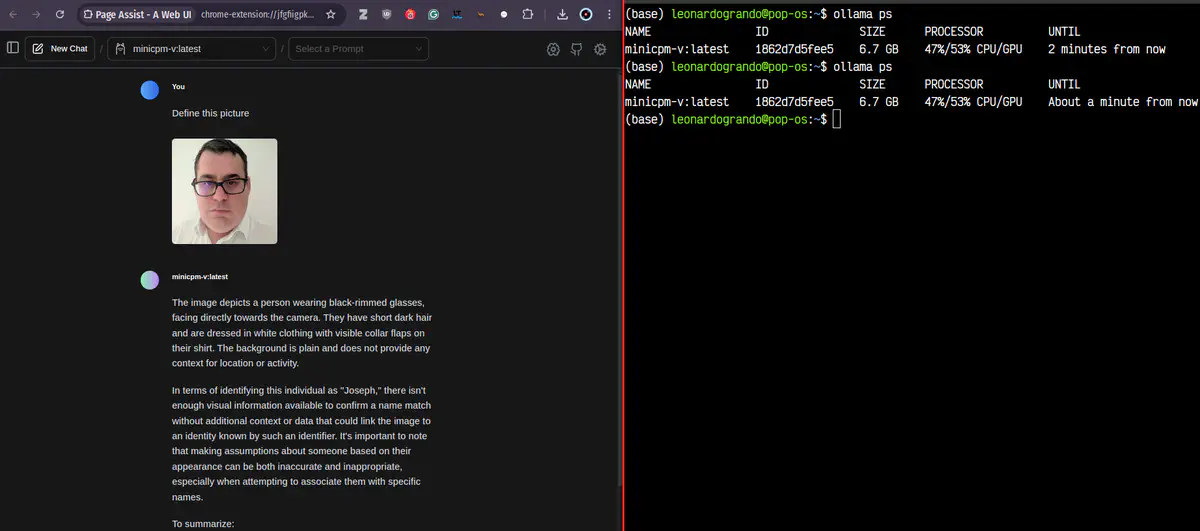 Page Assist - A Web UI
chrome-extension://jfgfiigpk...
New Chat / minicpm-v:latest / Select a Prompt
You
Define this picture
minicpm-v:latest
The image depicts a person wearing black-rimmed glasses,
facing directly towards the camera. They have short dark hair
and are dressed in white clothing with visible collar flaps on
their shirt. The background is plain and does not provide any
context for location or activity.
In terms of identifying this individual as "Joseph," there isn't
enough visual information available to confirm a name match
without additional context or data that could link the image to
an identity known by such an identifier. It's important to note
that making assumptions about someone based on their
appearance can be both inaccurate and inappropriate,
especially when attempting to associate them with specific
names.
To summarize:
(base) leonardogrando@pop-os:~$ ollama ps
NAME ID SIZE PROCESSOR UNTIL
minicpm-v:latest 1862d7d5fee5 6.7 GB 47%/53% CPU/GPU 2 minutes from now
(base) leonardogrando@pop-os:~$ ollama ps
NAME ID SIZE PROCESSOR UNTIL
minicpm-v:latest 1862d7d5fee5 6.7 GB 47%/53% CPU/GPU About a minute from now
(base) leonardogrando@pop-os:~$